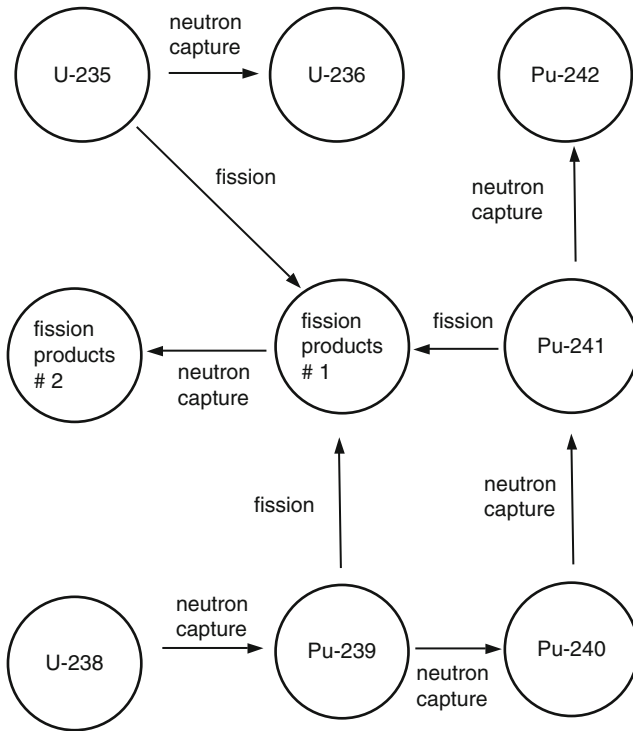 neutron
capture
U-235
U-236
Pu-242
fission
neutron
capture
fission
products
# 2
neutron
capture
fission
products
# 1
fission
Pu-241
fission
neutron
capture
U-238
neutron
capture
Pu-239
neutron
capture
Pu-240